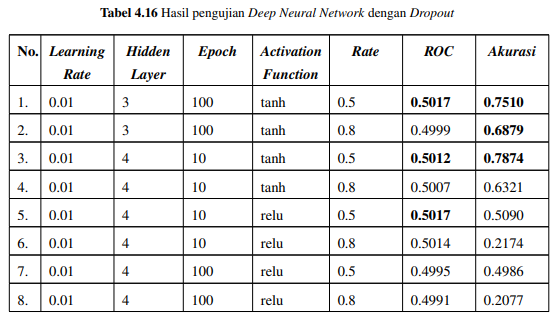 Tabel 4.16 Hasil pengujian Deep Neural Network dengan Dropout
No. Learning Rate Hidden Layer Epoch Activation Function Rate ROC Akurasi
1. 0.01 3 100 tanh 0.5 0.5017 0.7510
2. 0.01 3 100 tanh 0.8 0.4999 0.6879
3. 0.01 4 10 tanh 0.5 0.5012 0.7874
4. 0.01 4 10 tanh 0.8 0.5007 0.6321
5. 0.01 4 10 relu 0.5 0.5017 0.5090
6. 0.01 4 10 relu 0.8 0.5014 0.2174
7. 0.01 4 100 relu 0.5 0.4995 0.4986
8. 0.01 4 100 relu 0.8 0.4991 0.2077